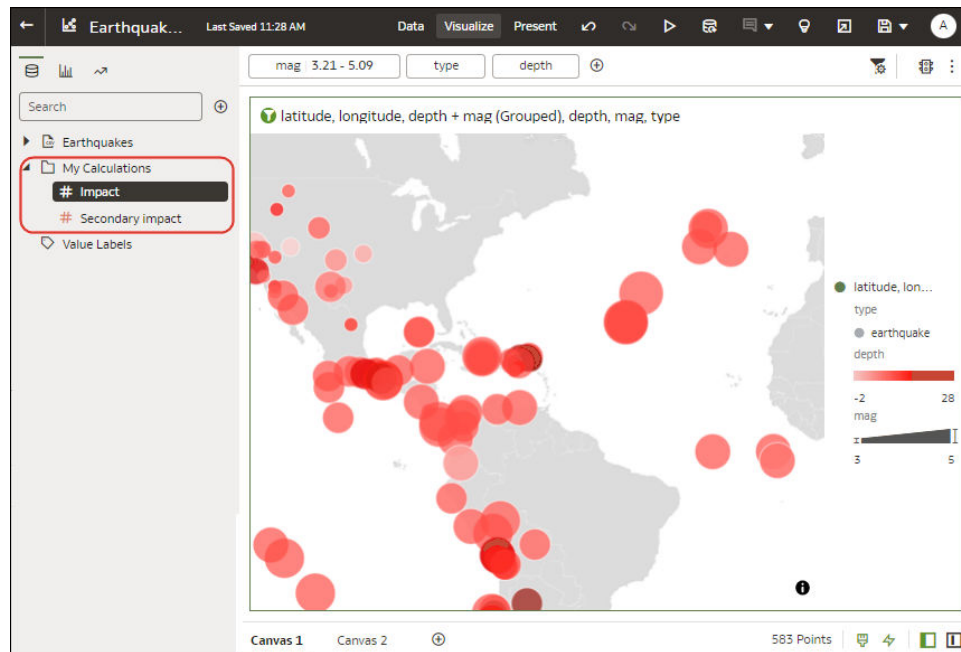 Earthquak... Last Saved 11:28 AM Data Visualize Present A
mag 3.21 - 5.09 type depth
Search
latitude, longitude, depth + mag (Grouped), depth, mag, type
Earthquakes
My Calculations
# Impact
# Secondary impact
Value Labels
latitude, lon...
type
earthquake
depth
-2 28
mag
3 5
Canvas 1 Canvas 2 583 Points